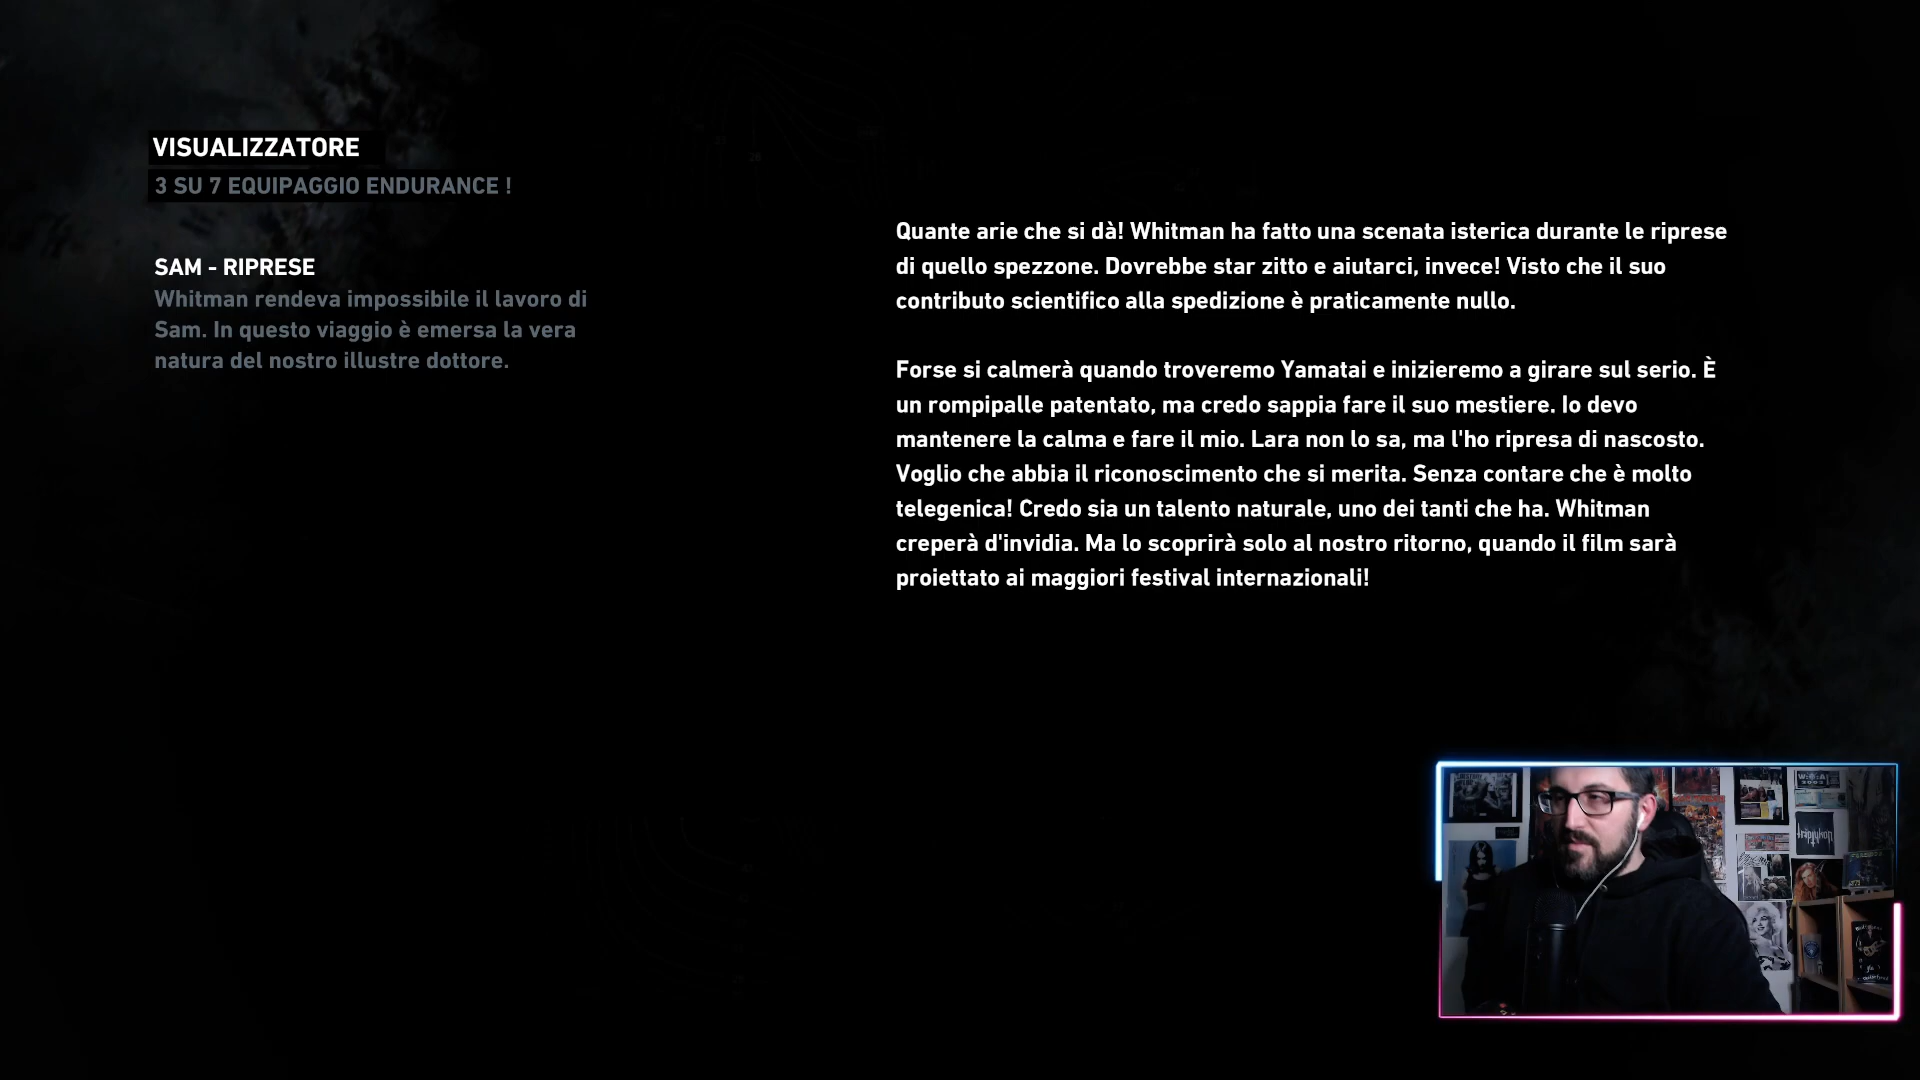 VISUALIZZATORE
3 SU 7 EQUIPAGGIO ENDURANCE !
SAM - RIPRESE
Whitman rendeva impossibile il lavoro di
Sam. In questo viaggio è emersa la vera
natura del nostro illustre dottore.
Quante arie che si dà! Whitman ha fatto una scenata isterica durante le riprese
di quello spezzone. Dovrebbe star zitto e aiutarci, invece! Visto che il suo
contributo scientifico alla spedizione è praticamente nullo.
Forse si calmerà quando troveremo Yamatai e inizieremo a girare sul serio. È
un rompipalle patentato, ma credo sappia fare il suo mestiere. Io devo
mantenere la calma e fare il mio. Lara non lo sa, ma l'ho ripresa di nascosto.
Voglio che abbia il riconoscimento che si merita. Senza contare che è molto
telegenica! Credo sia un talento naturale, uno dei tanti che ha. Whitman
creperà d'invidia. Ma lo scoprirà solo al nostro ritorno, quando il film sarà
proiettato ai maggiori festival internazionali!
triptykon